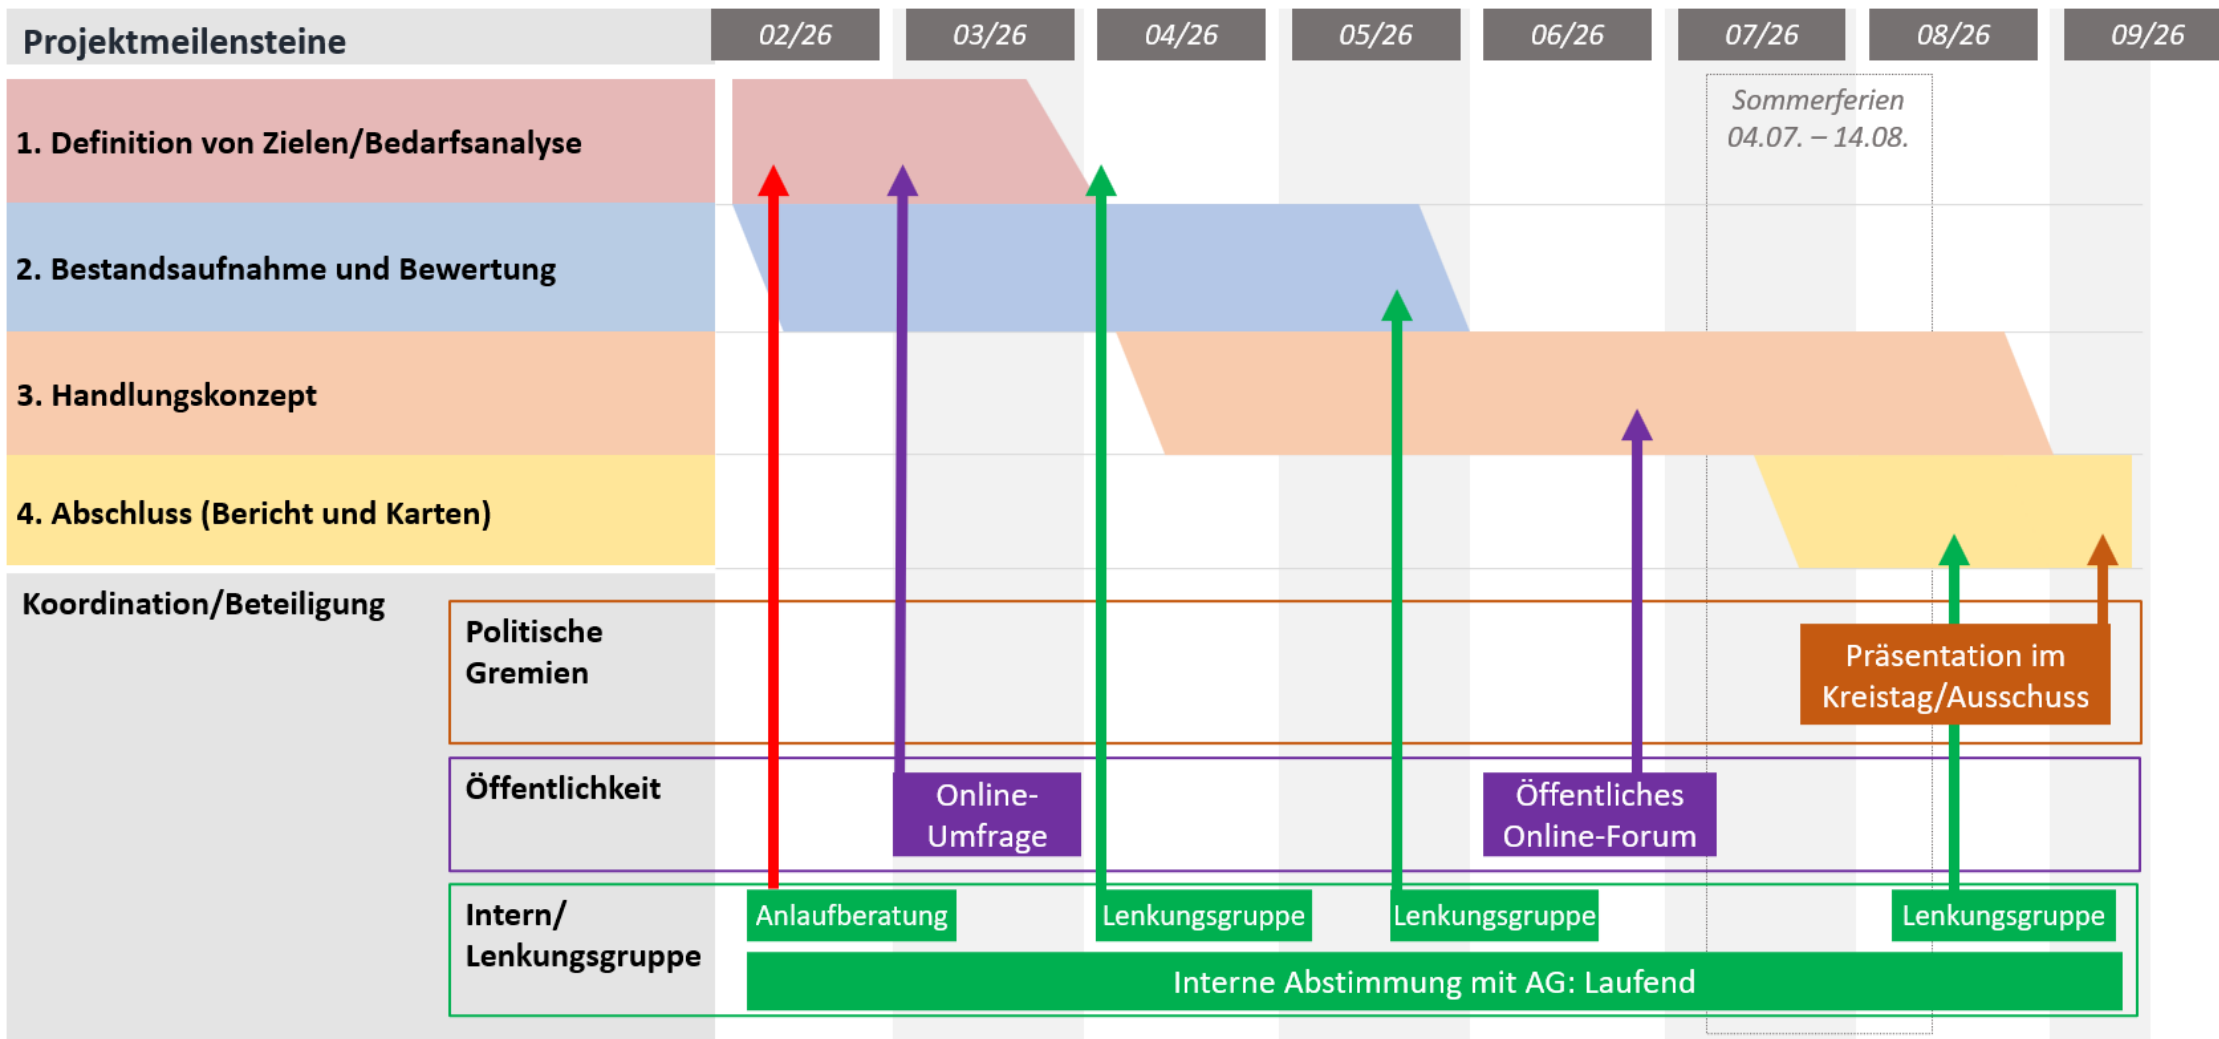 Projektmeilensteine
02/26
03/26
04/26
05/26
06/26
07/26
08/26
09/26
Sommerferien
04.07. – 14.08.
1. Definition von Zielen/Bedarfsanalyse
2. Bestandsaufnahme und Bewertung
3. Handlungskonzept
4. Abschluss (Bericht und Karten)
Koordination/Beteiligung
Politische
Gremien
Präsentation im
Kreistag/Ausschuss
Öffentlichkeit
Online-
Umfrage
Öffentliches
Online-Forum
Intern/
Lenkungsgruppe
Anlaufberatung
Lenkungsgruppe
Lenkungsgruppe
Lenkungsgruppe
Interne Abstimmung mit AG: Laufend